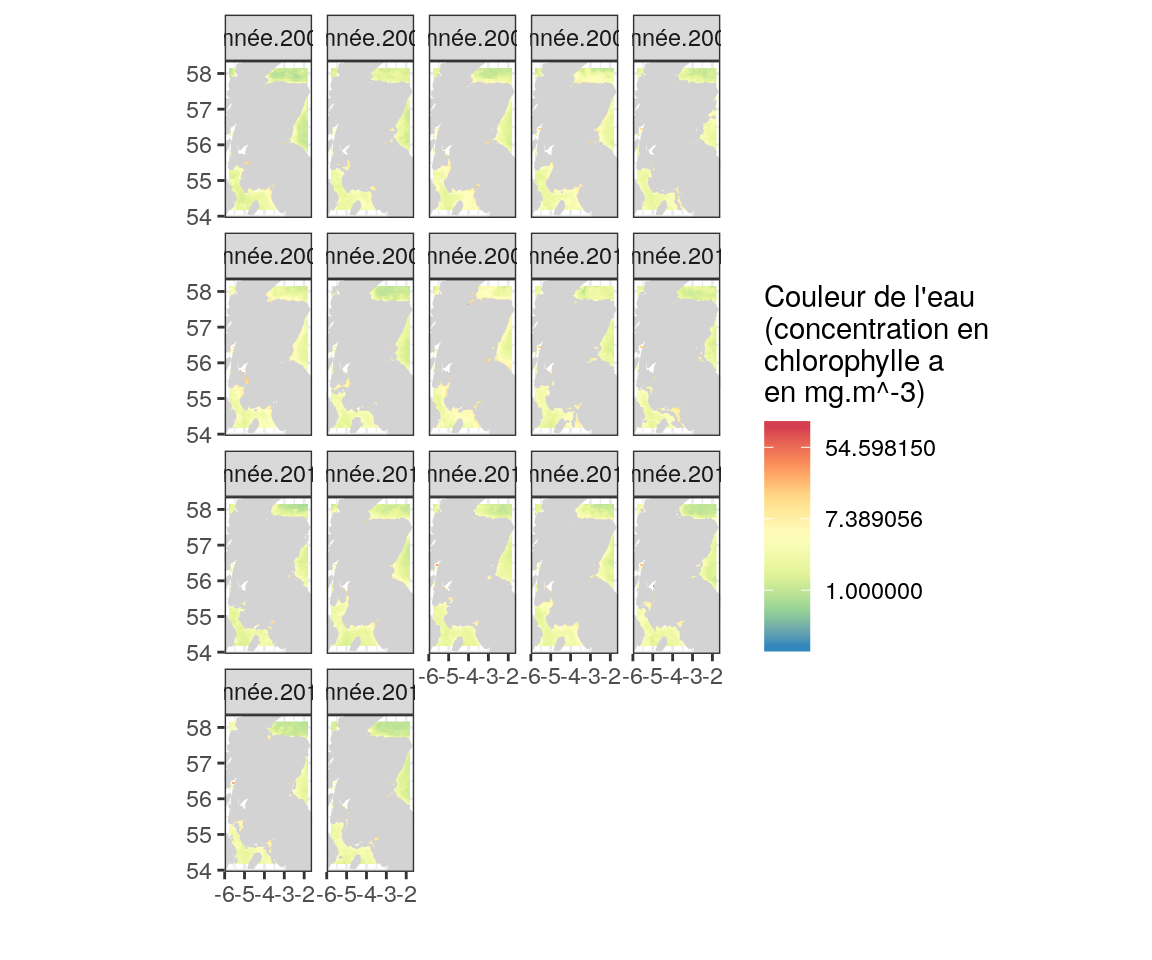 nnée.200 nnée.200 nnée.200 nnée.200 nnée.200
58
57
56
55
54
nnée.200 nnée.200 nnée.200 nnée.201 nnée.201
58
57
56
55
54
nnée.201 nnée.201 nnée.201 nnée.201 nnée.201
58
57
56
55
54
-6 -5 -4 -3 -2 -6 -5 -4 -3 -2 -6 -5 -4 -3 -2
nnée.201 nnée.201
58
57
56
55
54
-6 -5 -4 -3 -2 -6 -5 -4 -3 -2
Couleur de l'eau
(concentration en
chlorophylle a
en mg.m^-3)
54.598150
7.389056
1.000000